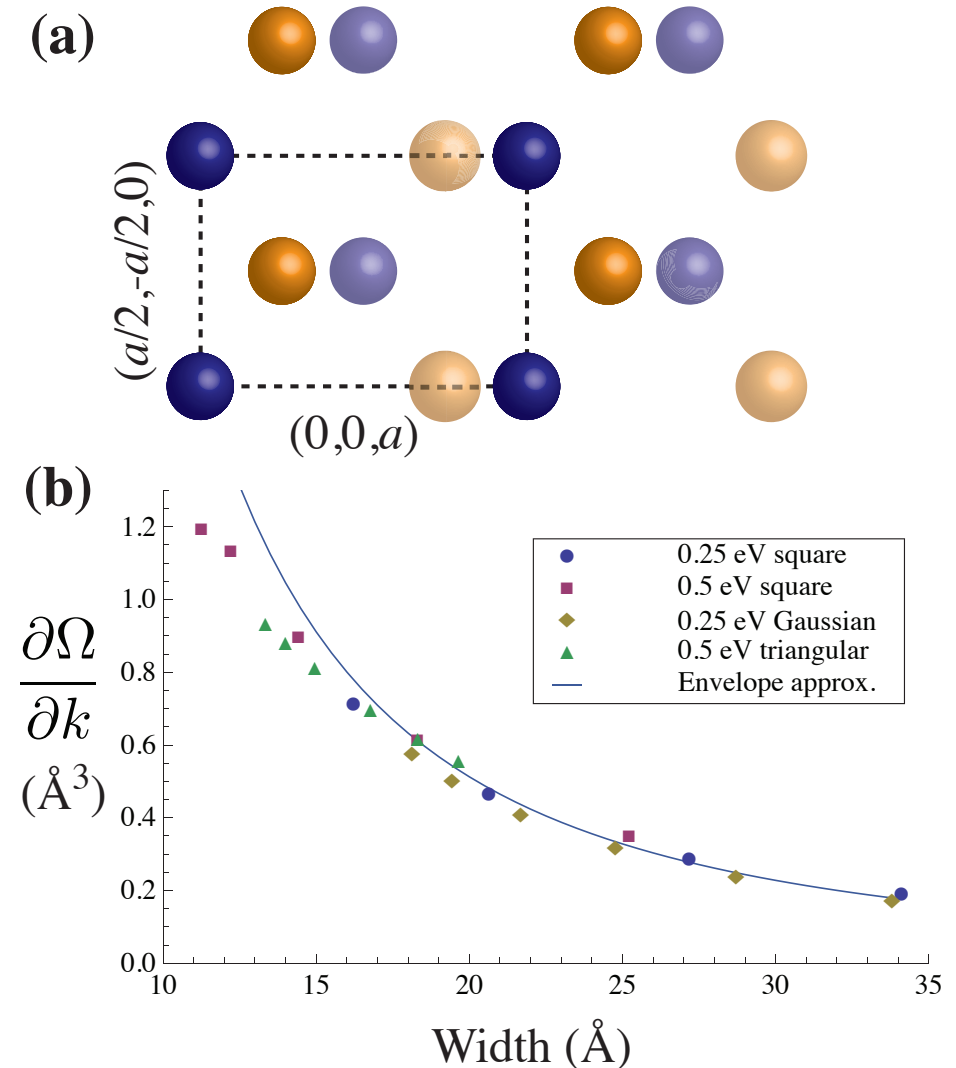 (a)
(a/2,-a/2,0)
(0,0,a)
(b)
∂Ω
∂k
(Å³)
1.2
1.0
0.8
0.6
0.4
0.2
0.0
0.25 eV square
0.5 eV square
0.25 eV Gaussian
0.5 eV triangular
Envelope approx.
10 15 20 25 30 35
Width (Å)